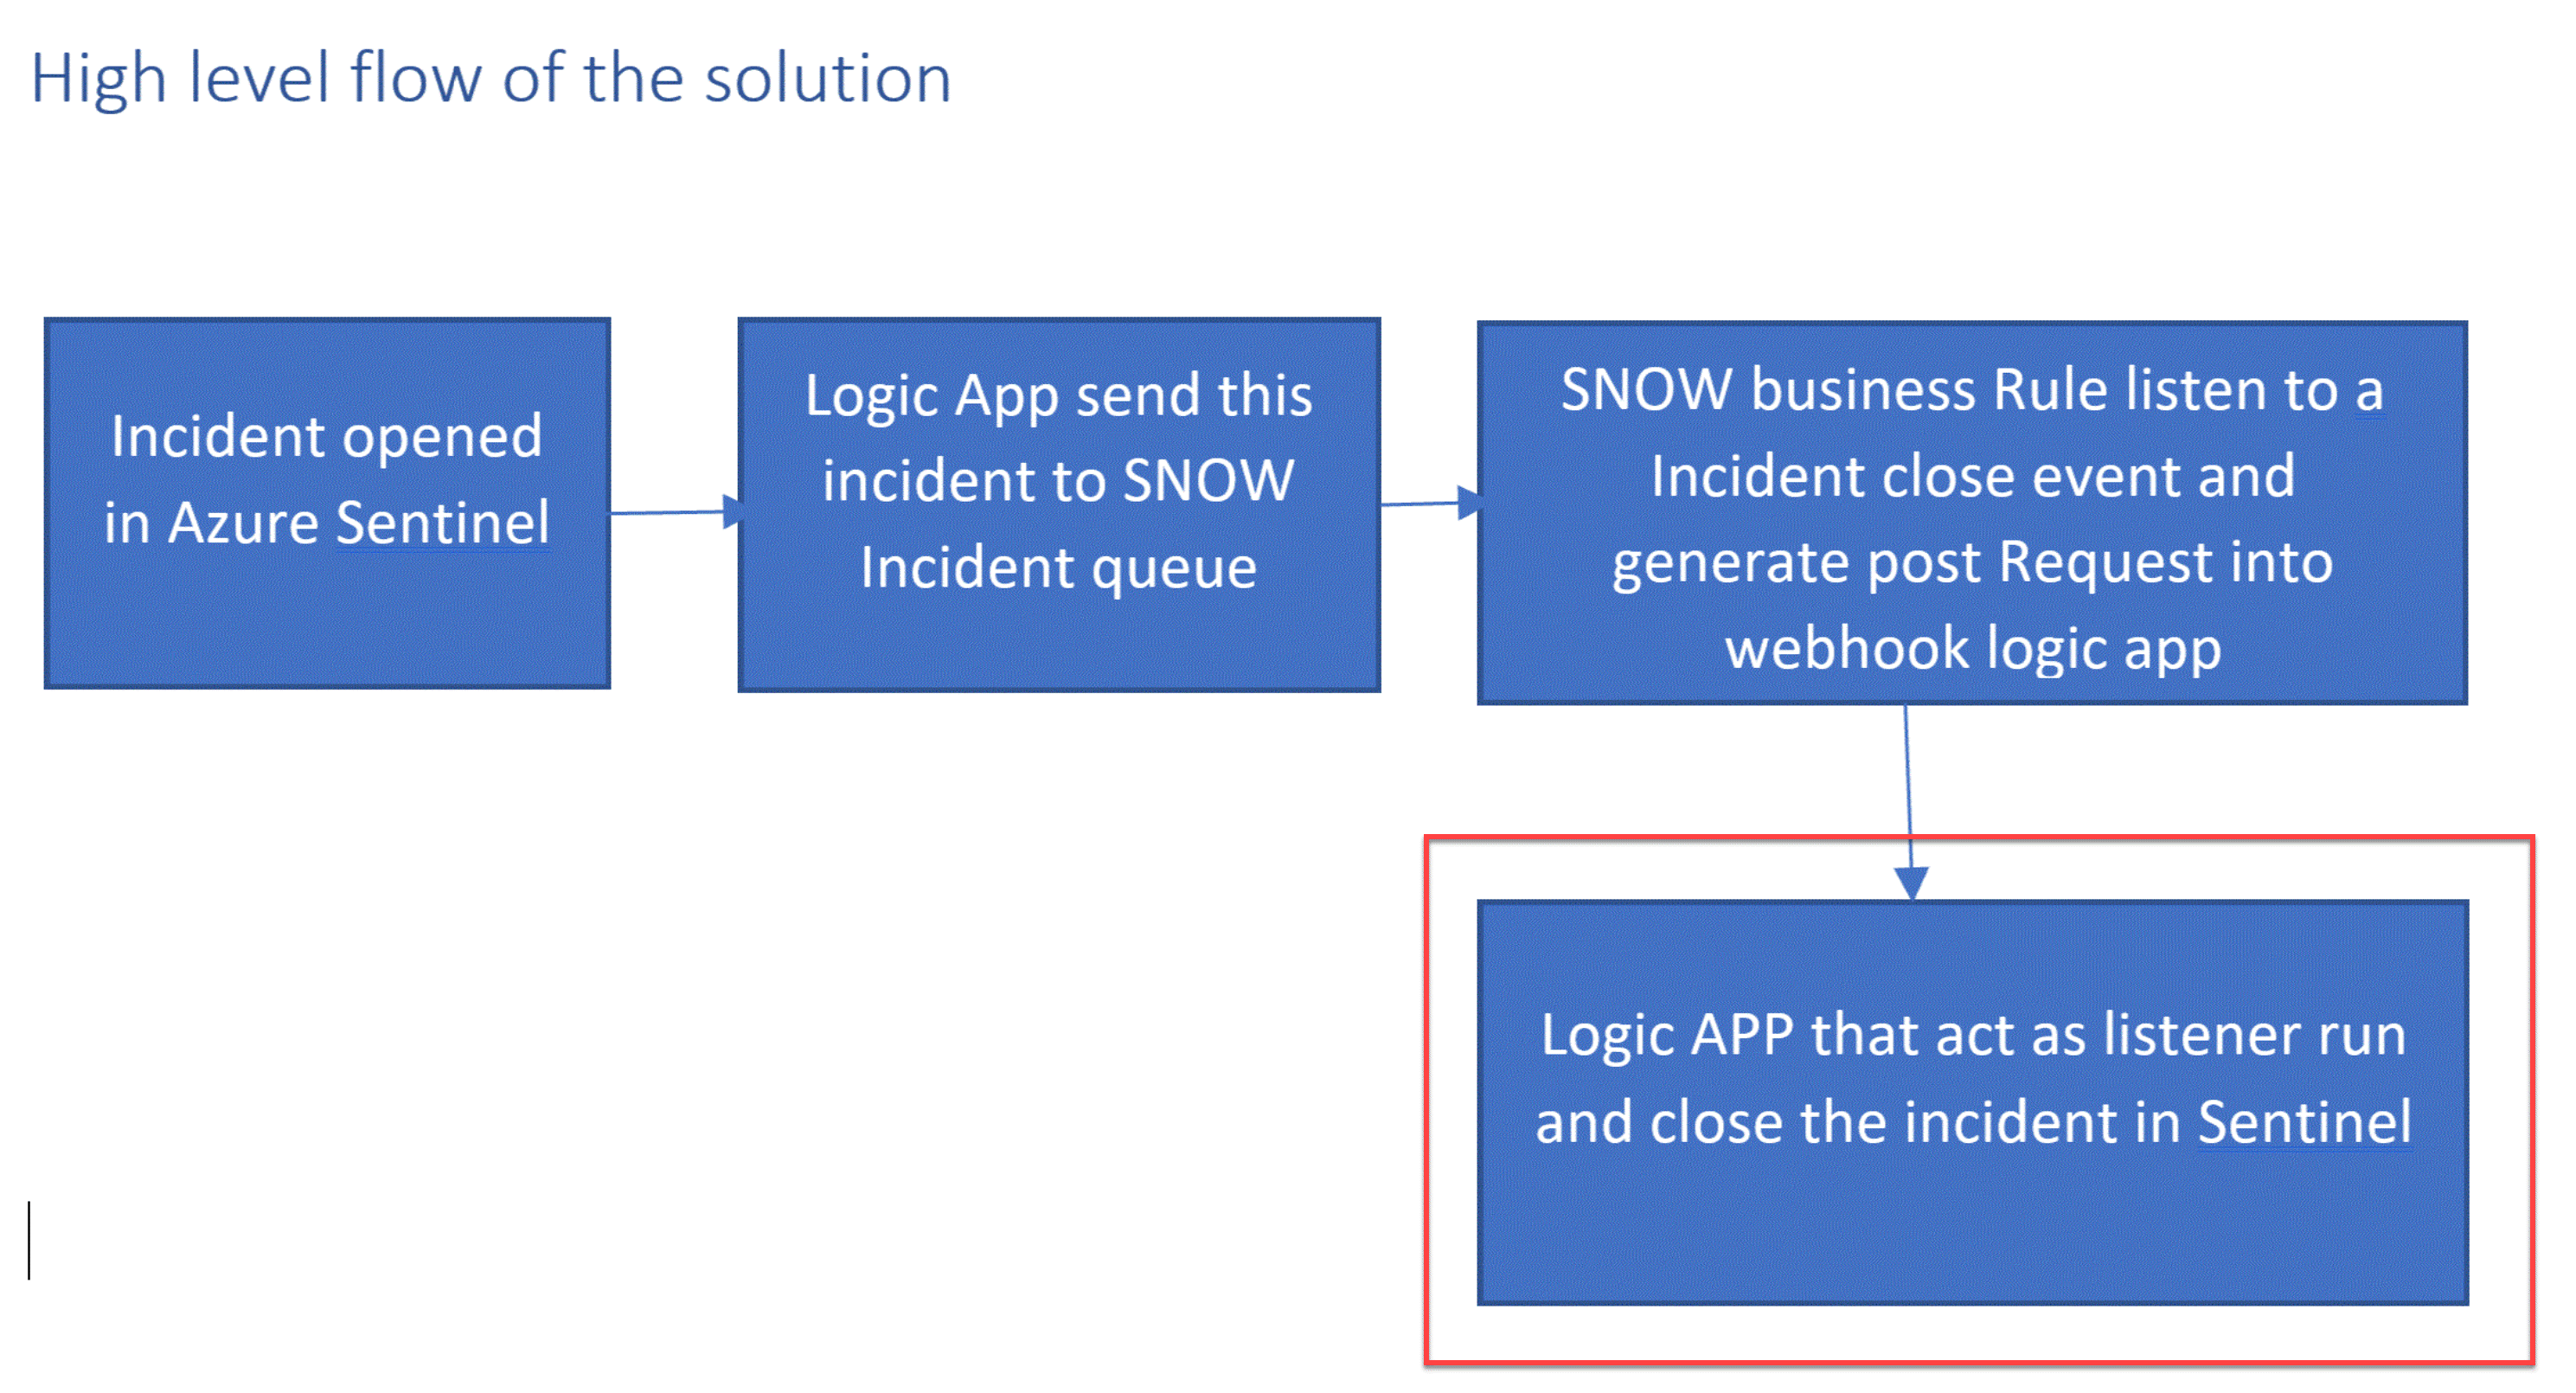 High level flow of the solution
Incident opened
in Azure Sentinel
Logic App send this
incident to SNOW
Incident queue
SNOW business Rule listen to a
Incident close event and
generate post Request into
webhook logic app
Logic APP that act as listener run
and close the incident in Sentinel